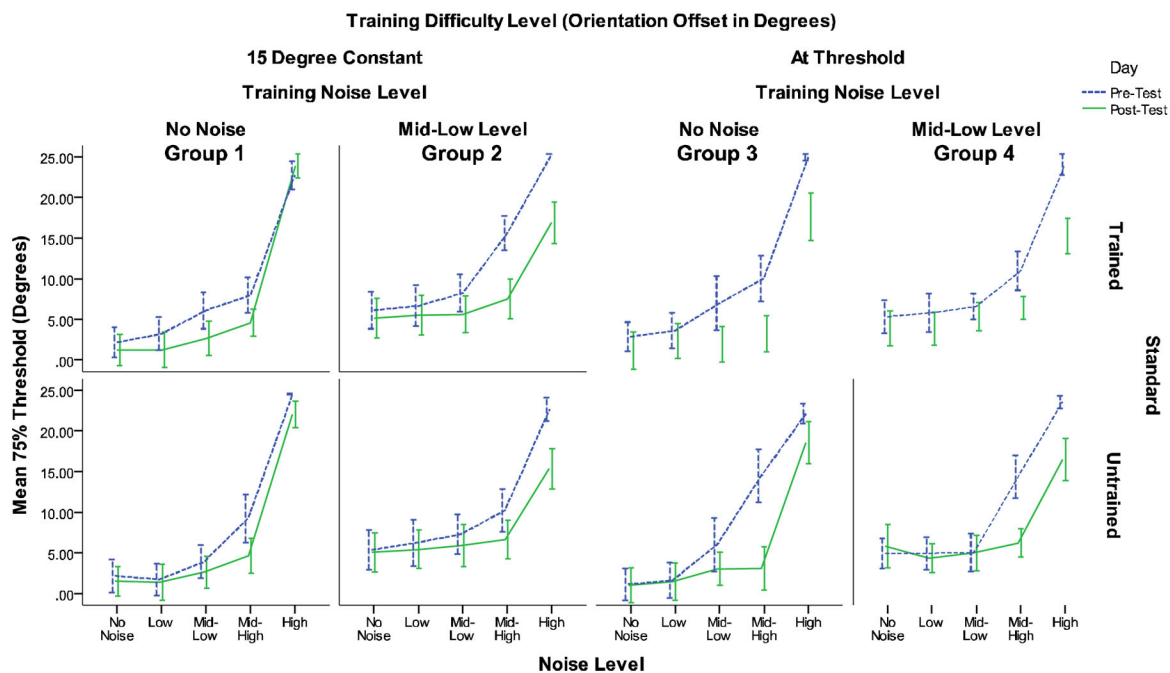 Training Difficulty Level (Orientation Offset in Degrees)
15 Degree Constant At Threshold
Training Noise Level Training Noise Level
Day
Pre-Test
Post-Test
No Noise Mid-Low Level No Noise Mid-Low Level
Group 1 Group 2 Group 3 Group 4
25.00
20.00
15.00
10.00
5.00
.00
Trained
Mean 75% Threshold (Degrees)
Standard
25.00
20.00
15.00
10.00
5.00
.00
Untrained
No Low Mid- Mid- High No Low Mid- Mid- High No Low Mid- Mid- High No Low Mid- Mid- High
Noise Low High Noise Low High Noise Low High Noise Low High
Noise Level